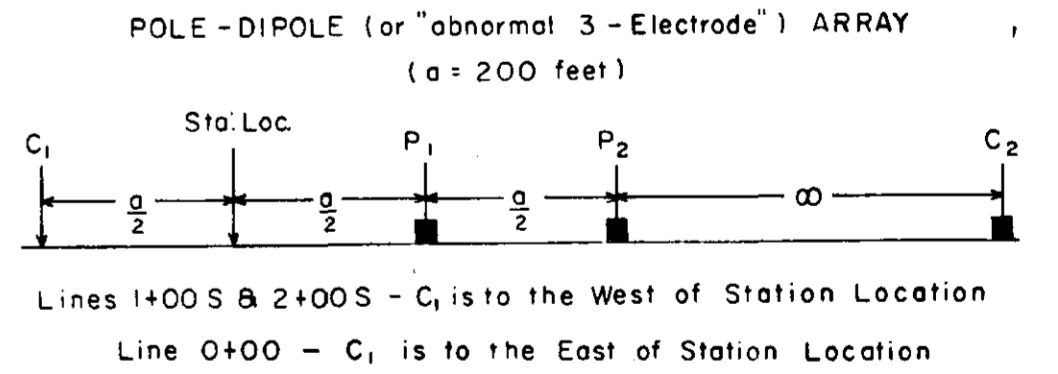 POLE-DIPOLE (or "abnormal 3-Electrode") ARRAY
(a = 200 feet)
C₁ Sta. Loc. P₁ P₂ C₂
a/2 a/2 a/2 ∞
Lines 1+00 S & 2+00 S - C₁ is to the West of Station Location
Line 0+00 - C₁ is to the East of Station Location